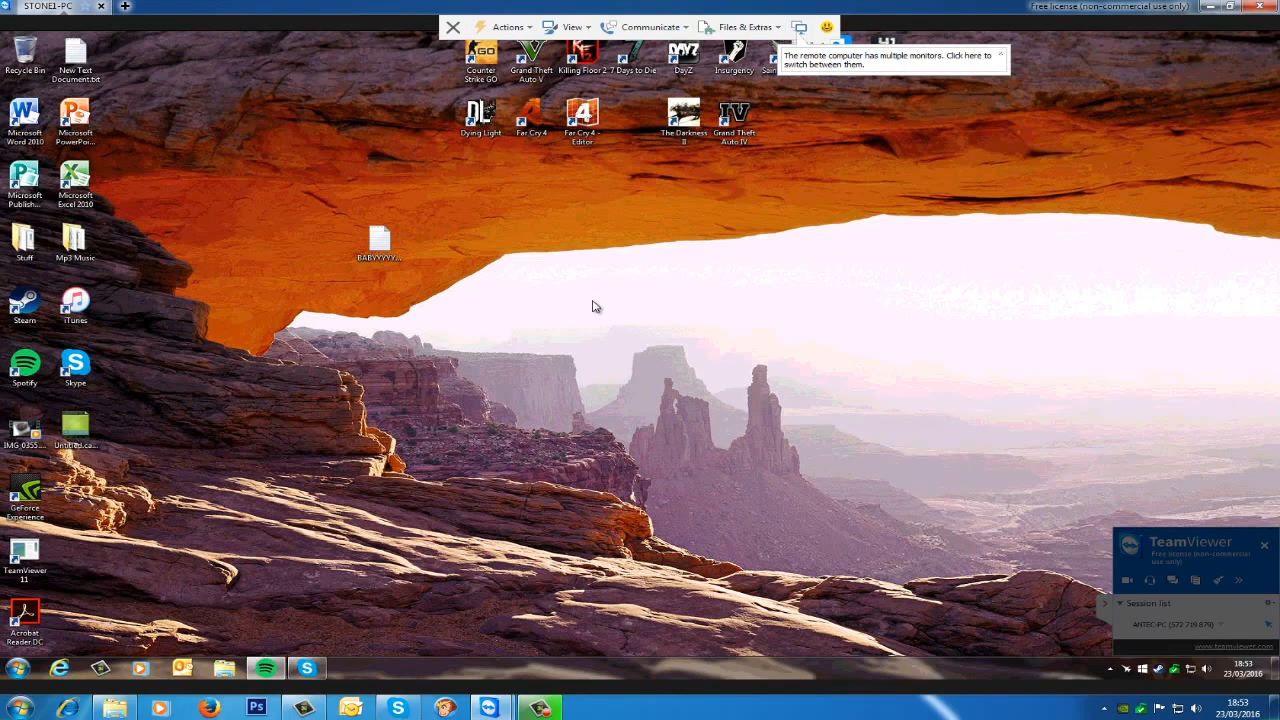 STONE1-PC
Free license (non-commercial use only)
Actions
View
Communicate
Files & Extras
The remote computer has multiple monitors. Click here to
switch between them.
Recycle Bin
New Text
Document.txt
Counter
Strike GO
Grand Theft
Auto V
Killing Floor 2
7 Days to Die
DayZ
Insurgency
Microsoft
Word 2010
Microsoft
PowerPoi...
Dying Light
Far Cry 4
Far Cry 4 -
Editor
The Darkness
II
Grand Theft
Auto IV
Microsoft
Publish...
Microsoft
Excel 2010
Stuff
Mp3 Music
BABYYYYY...
Steam
iTunes
Spotify
Skype
IMG_0355....
Untitled.ca...
GeForce
Experience
TeamViewer
11
Acrobat
Reader DC
TeamViewer
Free license (non-commercial
use only)
Session list
ANTEC-PC (572 719 879)
www.teamviewer.com
18:53
23/03/2016
18:53
23/03/2016